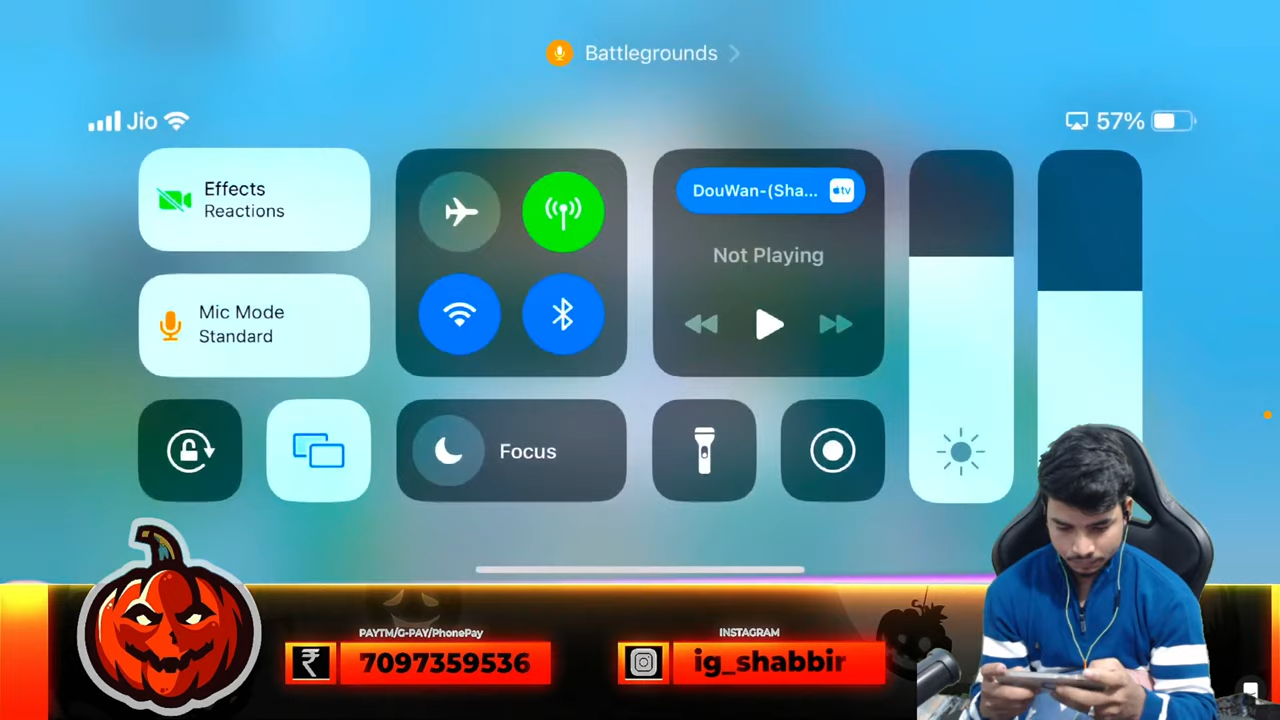 Battlegrounds
Jio
57%
Effects
Reactions
DouWan-(Sha...
tv
Not Playing
Mic Mode
Standard
Focus
PAYTM/G-PAY/PhonePay
7097359536
INSTAGRAM
ig_shabbir